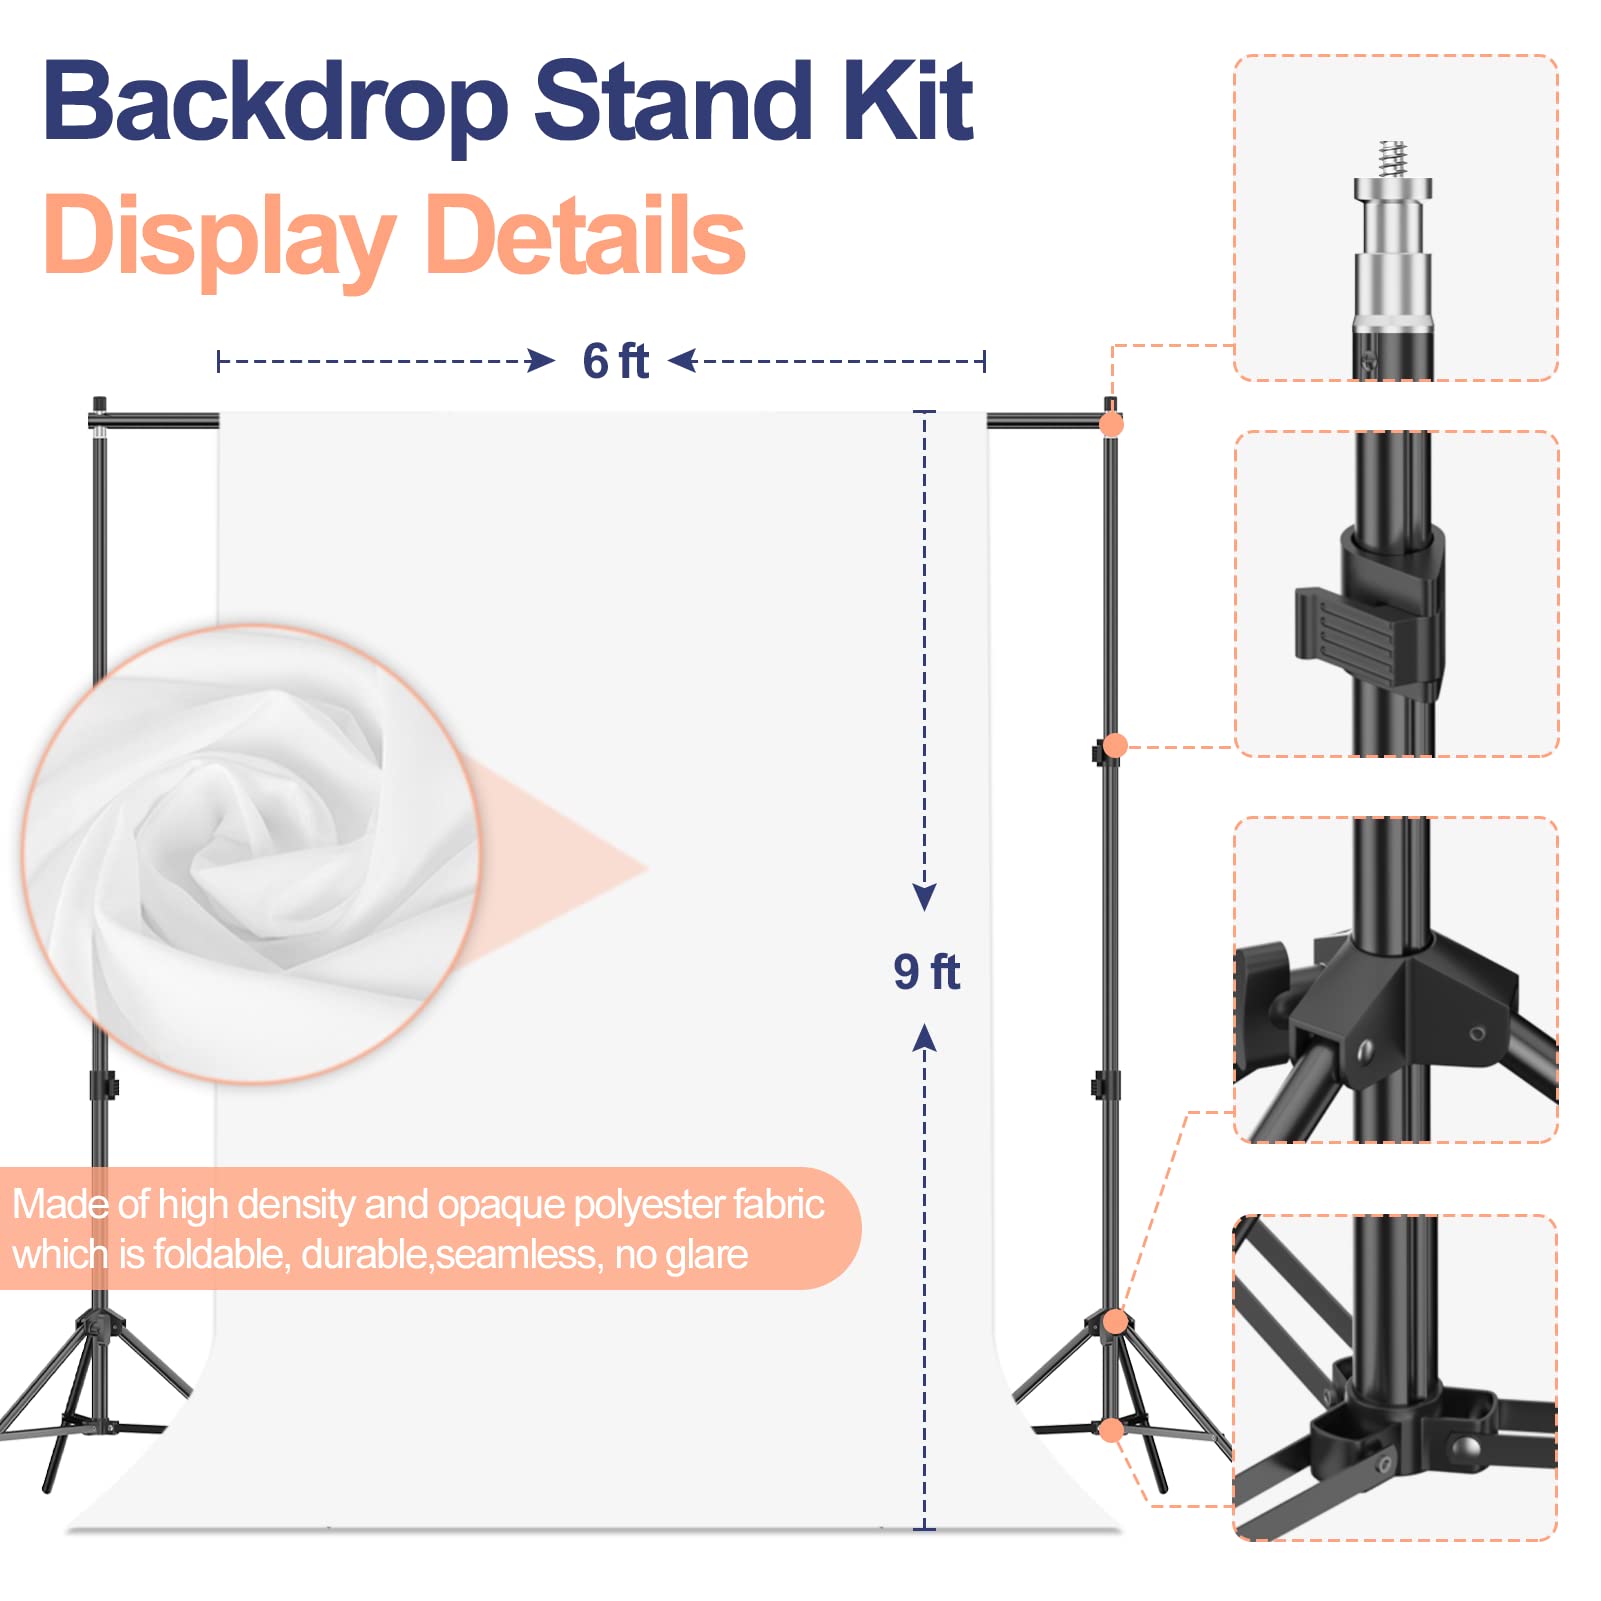 Backdrop Stand Kit
Display Details
6 ft
9 ft
Made of high density and opaque polyester fabric
which is foldable, durable,seamless, no glare